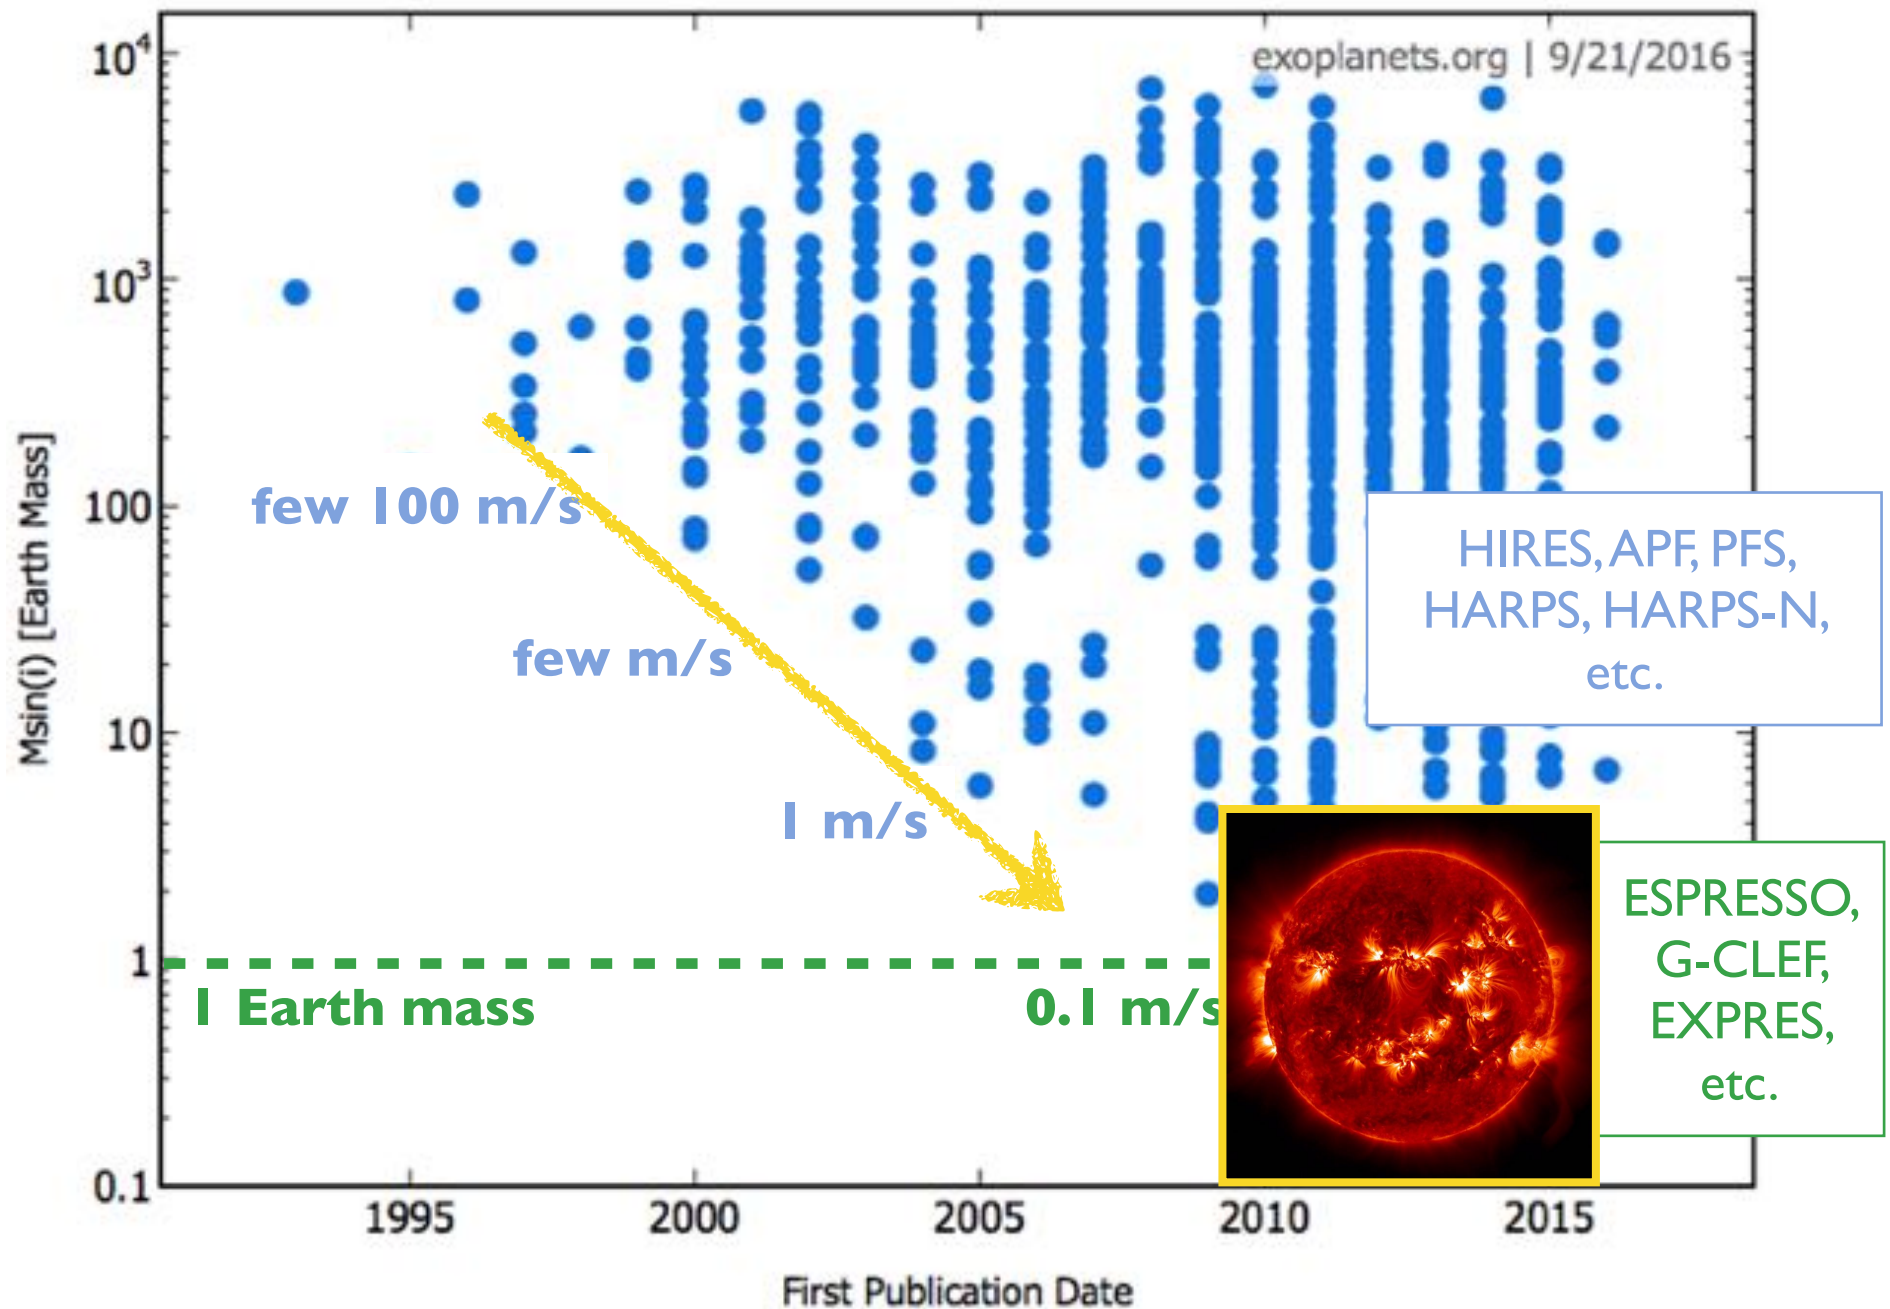 exoplanets.org | 9/21/2016
10⁴
10³
100
10
1
0.1
Msin(i) [Earth Mass]
few 100 m/s
few m/s
1 m/s
HIRES, APF, PFS,
HARPS, HARPS-N,
etc.
1 Earth mass
0.1 m/s
ESPRESSO,
G-CLEF,
EXPRES,
etc.
1995
2000
2005
2010
2015
First Publication Date